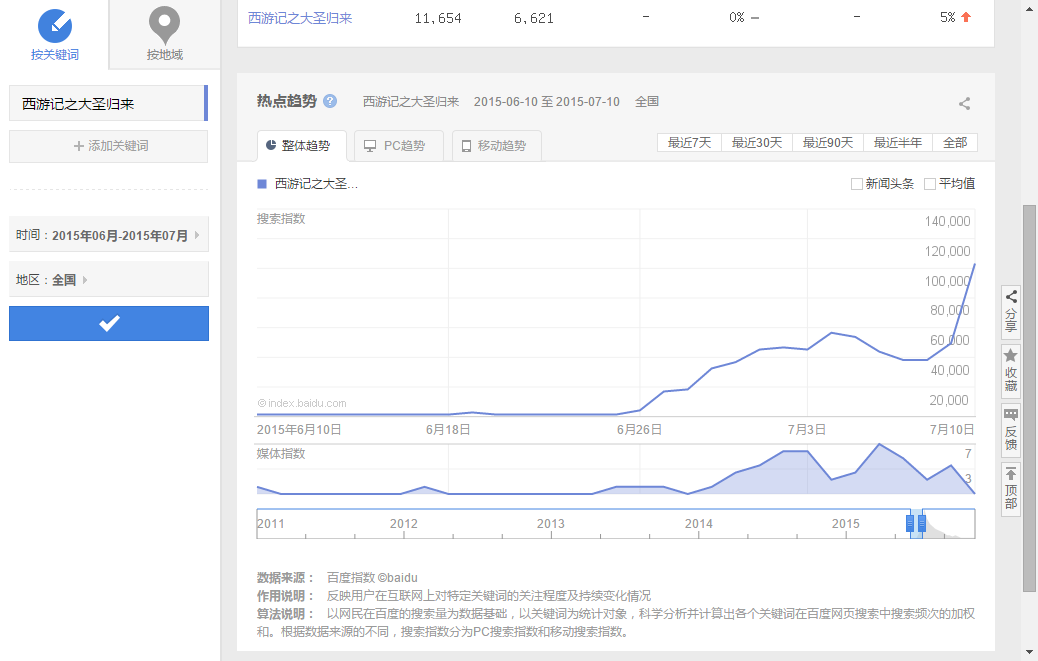 按关键词
按地域
西游记之大圣归来 11,654 6,621 - 0% - - 5%
西游记之大圣归来
+ 添加关键词
时间：2015年06月-2015年07月
地区：全国
热点趋势 ? 西游记之大圣归来 2015-06-10 至 2015-07-10 全国
整体趋势 PC趋势 移动趋势 最近7天 最近30天 最近90天 最近半年 全部
西游记之大圣... 新闻头条 平均值
搜索指数
140,000
120,000
100,000
80,000
60,000
40,000
20,000
©index.baidu.com
2015年6月10日 6月18日 6月26日 7月3日 7月10日
媒体指数
7
3
2011 2012 2013 2014 2015
数据来源： 百度指数 ©baidu
作用说明： 反映用户在互联网上对特定关键词的关注程度及持续变化情况
算法说明： 以网民在百度的搜索量为数据基础，以关键词为统计对象，科学分析并计算出各个关键词在百度网页搜索中搜索频次的加权
和。根据数据来源的不同，搜索指数分为PC搜索指数和移动搜索指数。
分享
收藏
反馈
顶部